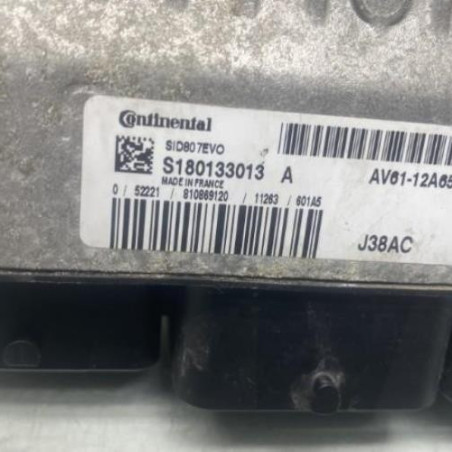 Continental
SID807EVO
S180133013 A AV61-12A65
MADE IN FRANCE
0 / 52221 / 810869120 / 11263 / 601A5
J38AC